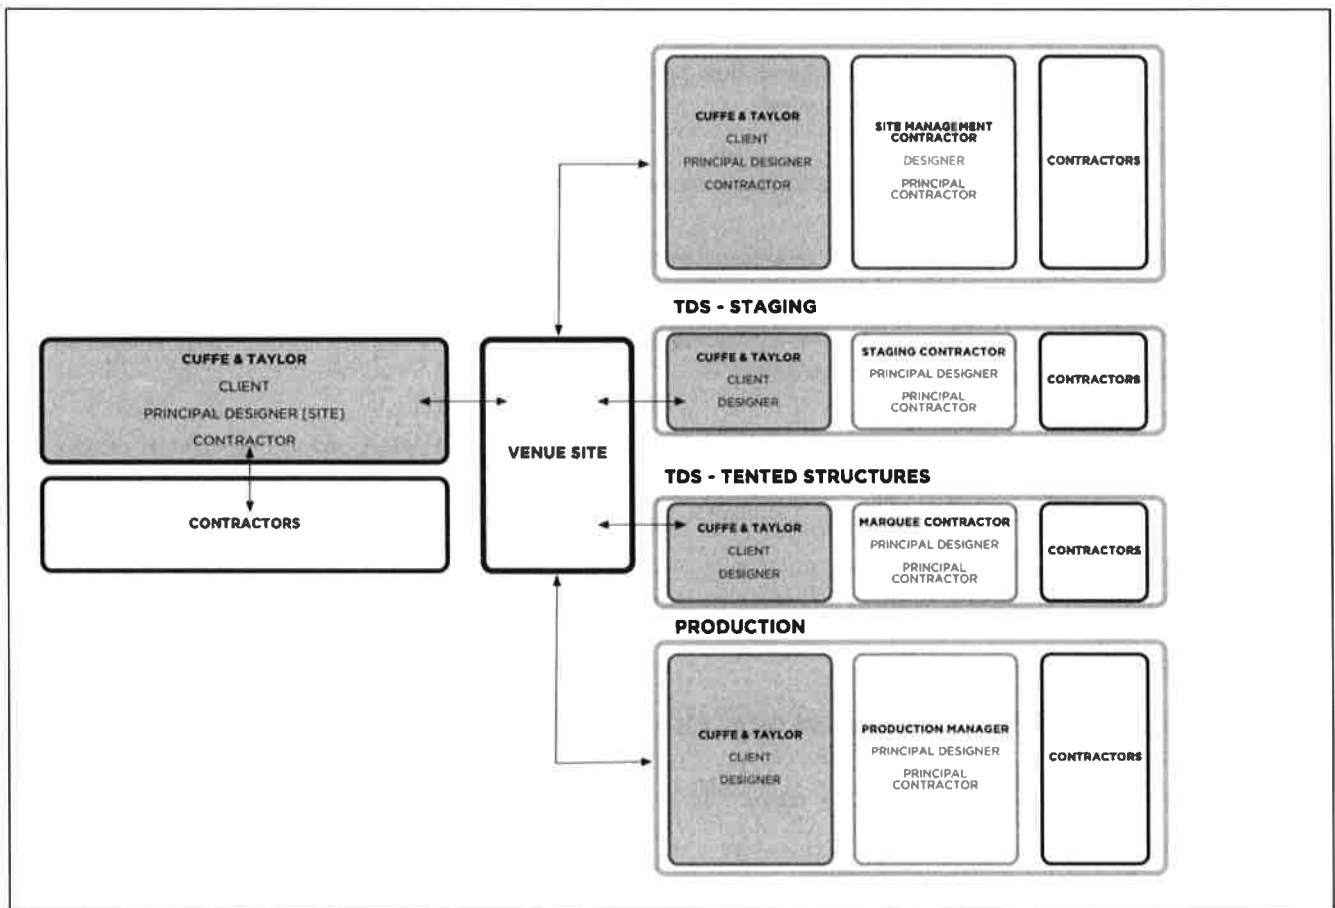 CUFFE & TAYLOR
CLIENT
PRINCIPAL DESIGNER
CONTRACTOR
SITE MANAGEMENT
CONTRACTOR
DESIGNER
PRINCIPAL
CONTRACTOR
CONTRACTORS
TDS - STAGING
CUFFE & TAYLOR
CLIENT
PRINCIPAL DESIGNER [SITE]
CONTRACTOR
CONTRACTORS
VENUE SITE
CUFFE & TAYLOR
CLIENT
DESIGNER
STAGING CONTRACTOR
PRINCIPAL DESIGNER
PRINCIPAL
CONTRACTOR
CONTRACTORS
TDS - TENTED STRUCTURES
CUFFE & TAYLOR
CLIENT
DESIGNER
MARQUEE CONTRACTOR
PRINCIPAL DESIGNER
PRINCIPAL
CONTRACTOR
CONTRACTORS
PRODUCTION
CUFFE & TAYLOR
CLIENT
DESIGNER
PRODUCTION MANAGER
PRINCIPAL DESIGNER
PRINCIPAL
CONTRACTOR
CONTRACTORS